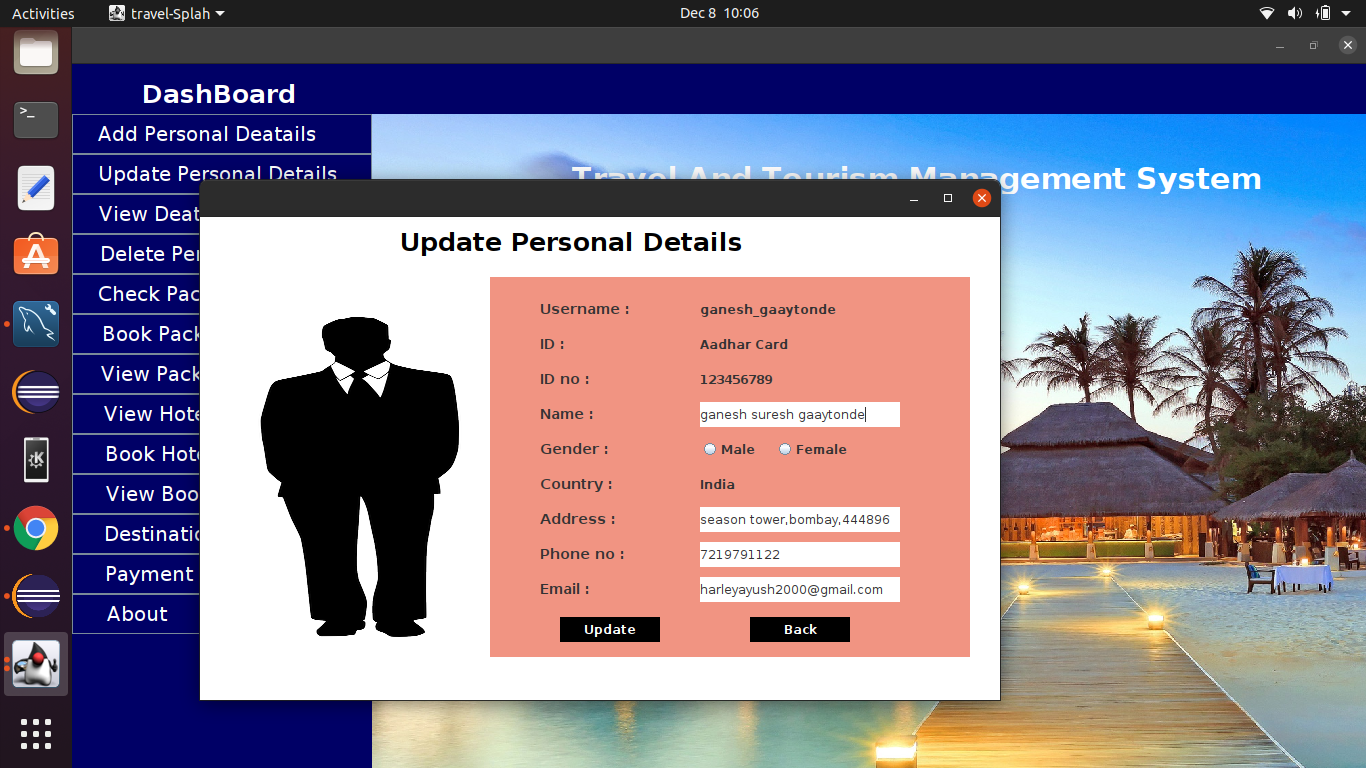 Activities travel-Splah Dec 8 10:06
DashBoard
Add Personal Deatails
Update Personal Details
Travel And Tourism Management System
View Deat
Delete Per
Check Pac
Book Pack
View Pack
View Hote
Book Hote
View Boo
Destinatio
Payment
About
Update Personal Details
Username : ganesh_gaaytonde
ID : Aadhar Card
ID no : 123456789
Name : ganesh suresh gaaytonde
Gender : Male Female
Country : India
Address : season tower,bombay,444896
Phone no : 7219791122
Email : harleyayush2000@gmail.com
Update Back